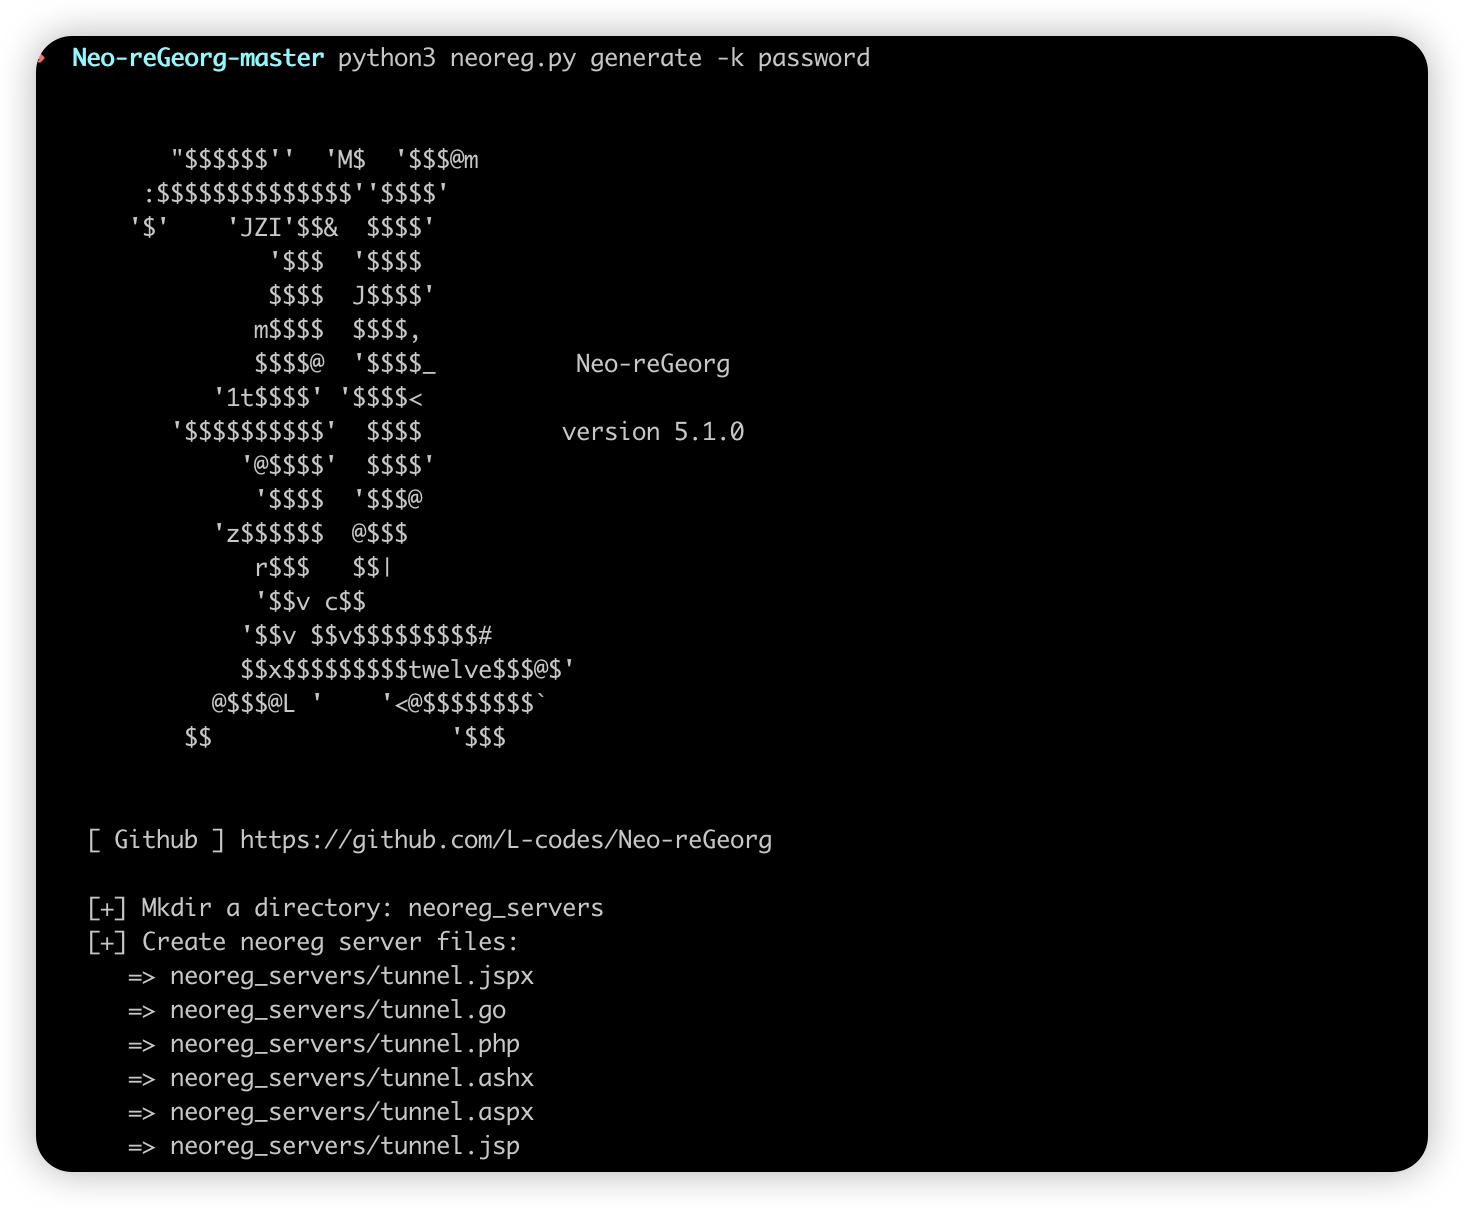 Neo-reGeorg-master python3 neoreg.py generate -k password
"$$$$$$''  'M$  '$$$@m
:$$$$$$$$$$$$$$''$$$$'
'$'    'JZI'$$&  $$$$'
'$$$  '$$$$
$$$$  J$$$$'
m$$$$  $$$$,
$$$$@  '$$$$_          Neo-reGeorg
'1t$$$$' '$$$$<
'$$$$$$$$$$'  $$$$          version 5.1.0
'@$$$$'  $$$$'
'$$$$  '$$$@
'z$$$$$$  @$$$
r$$$   $$|
'$$v c$$
'$$v $$v$$$$$$$$$#
$$x$$$$$$$$$twelve$$$@$'
@$$$@L '    '<@$$$$$$$$`
$$                 '$$$
[ Github ] https://github.com/L-codes/Neo-reGeorg
[+] Mkdir a directory: neoreg_servers
[+] Create neoreg server files:
=> neoreg_servers/tunnel.jspx
=> neoreg_servers/tunnel.go
=> neoreg_servers/tunnel.php
=> neoreg_servers/tunnel.ashx
=> neoreg_servers/tunnel.aspx
=> neoreg_servers/tunnel.jsp